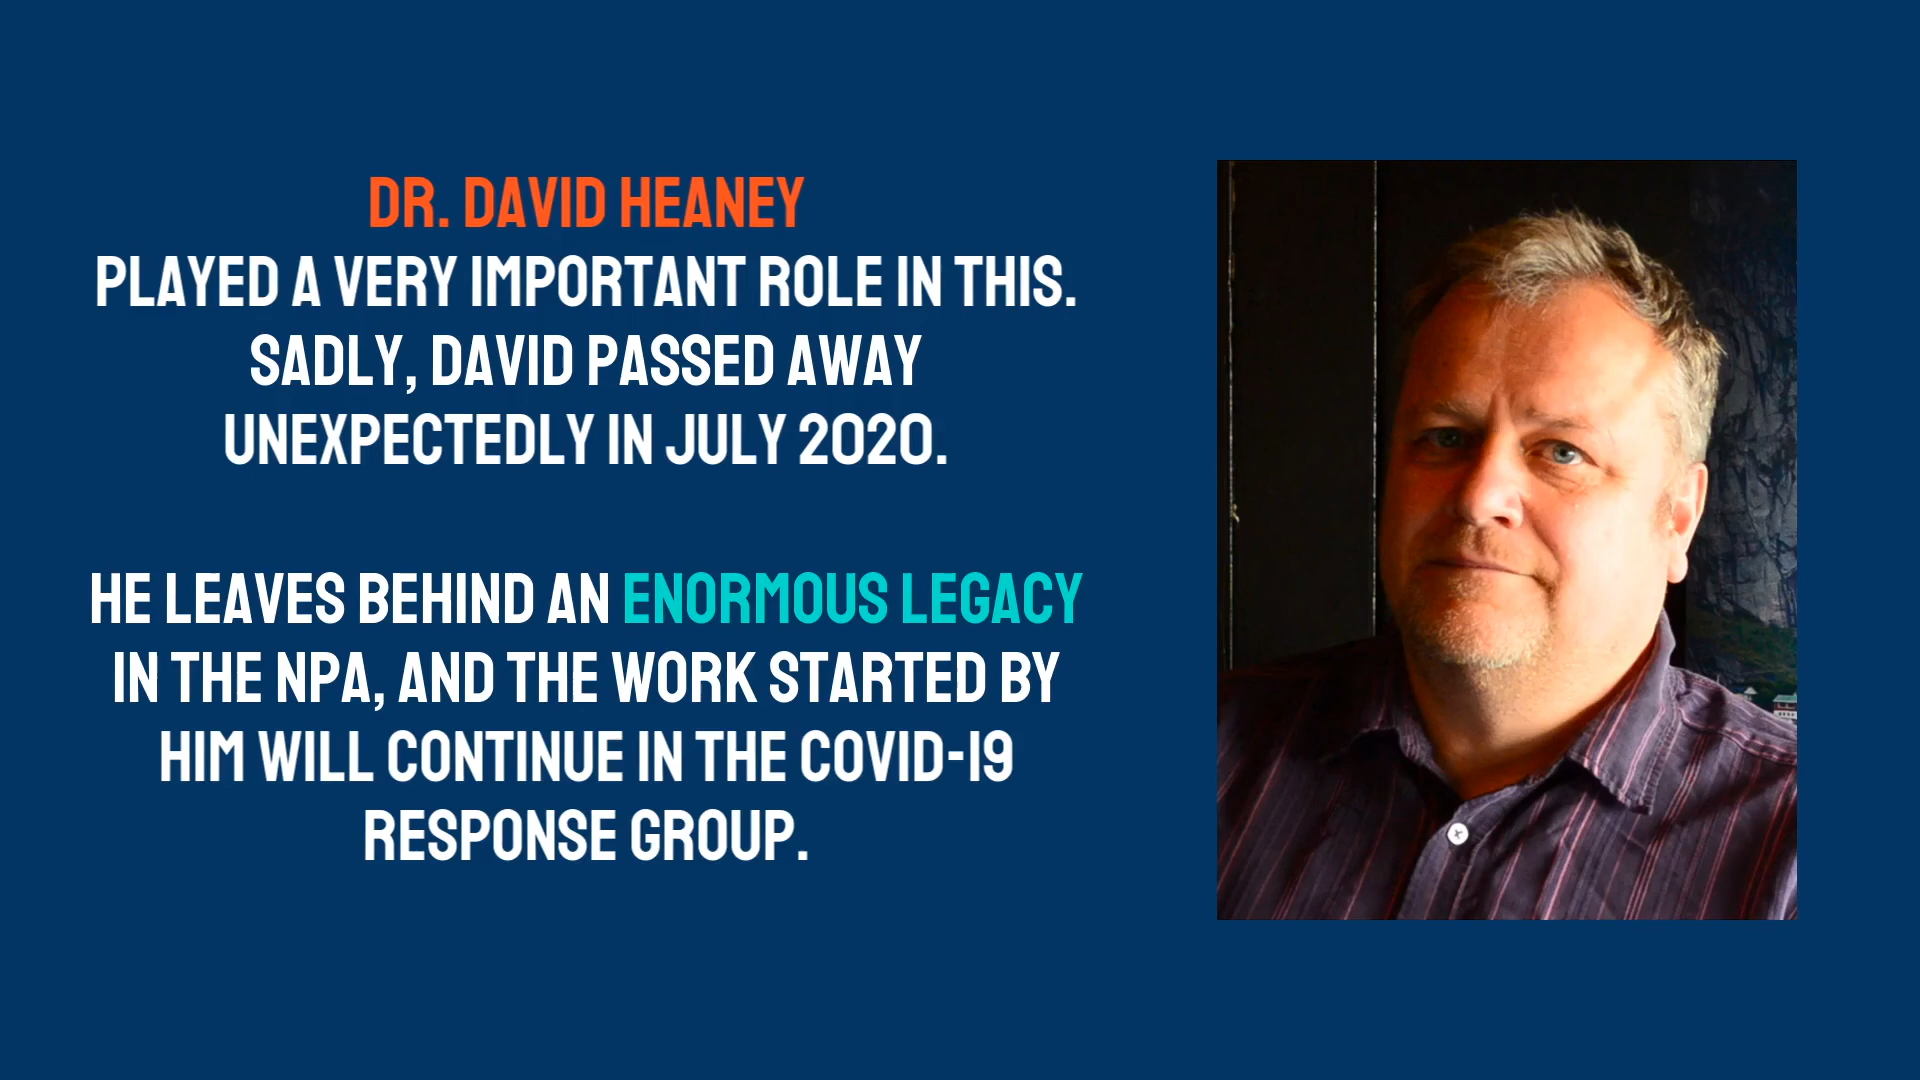 DR. DAVID HEANEY
PLAYED A VERY IMPORTANT ROLE IN THIS.
SADLY, DAVID PASSED AWAY
UNEXPECTEDLY IN JULY 2020.
HE LEAVES BEHIND AN ENORMOUS LEGACY
IN THE NPA, AND THE WORK STARTED BY
HIM WILL CONTINUE IN THE COVID-19
RESPONSE GROUP.